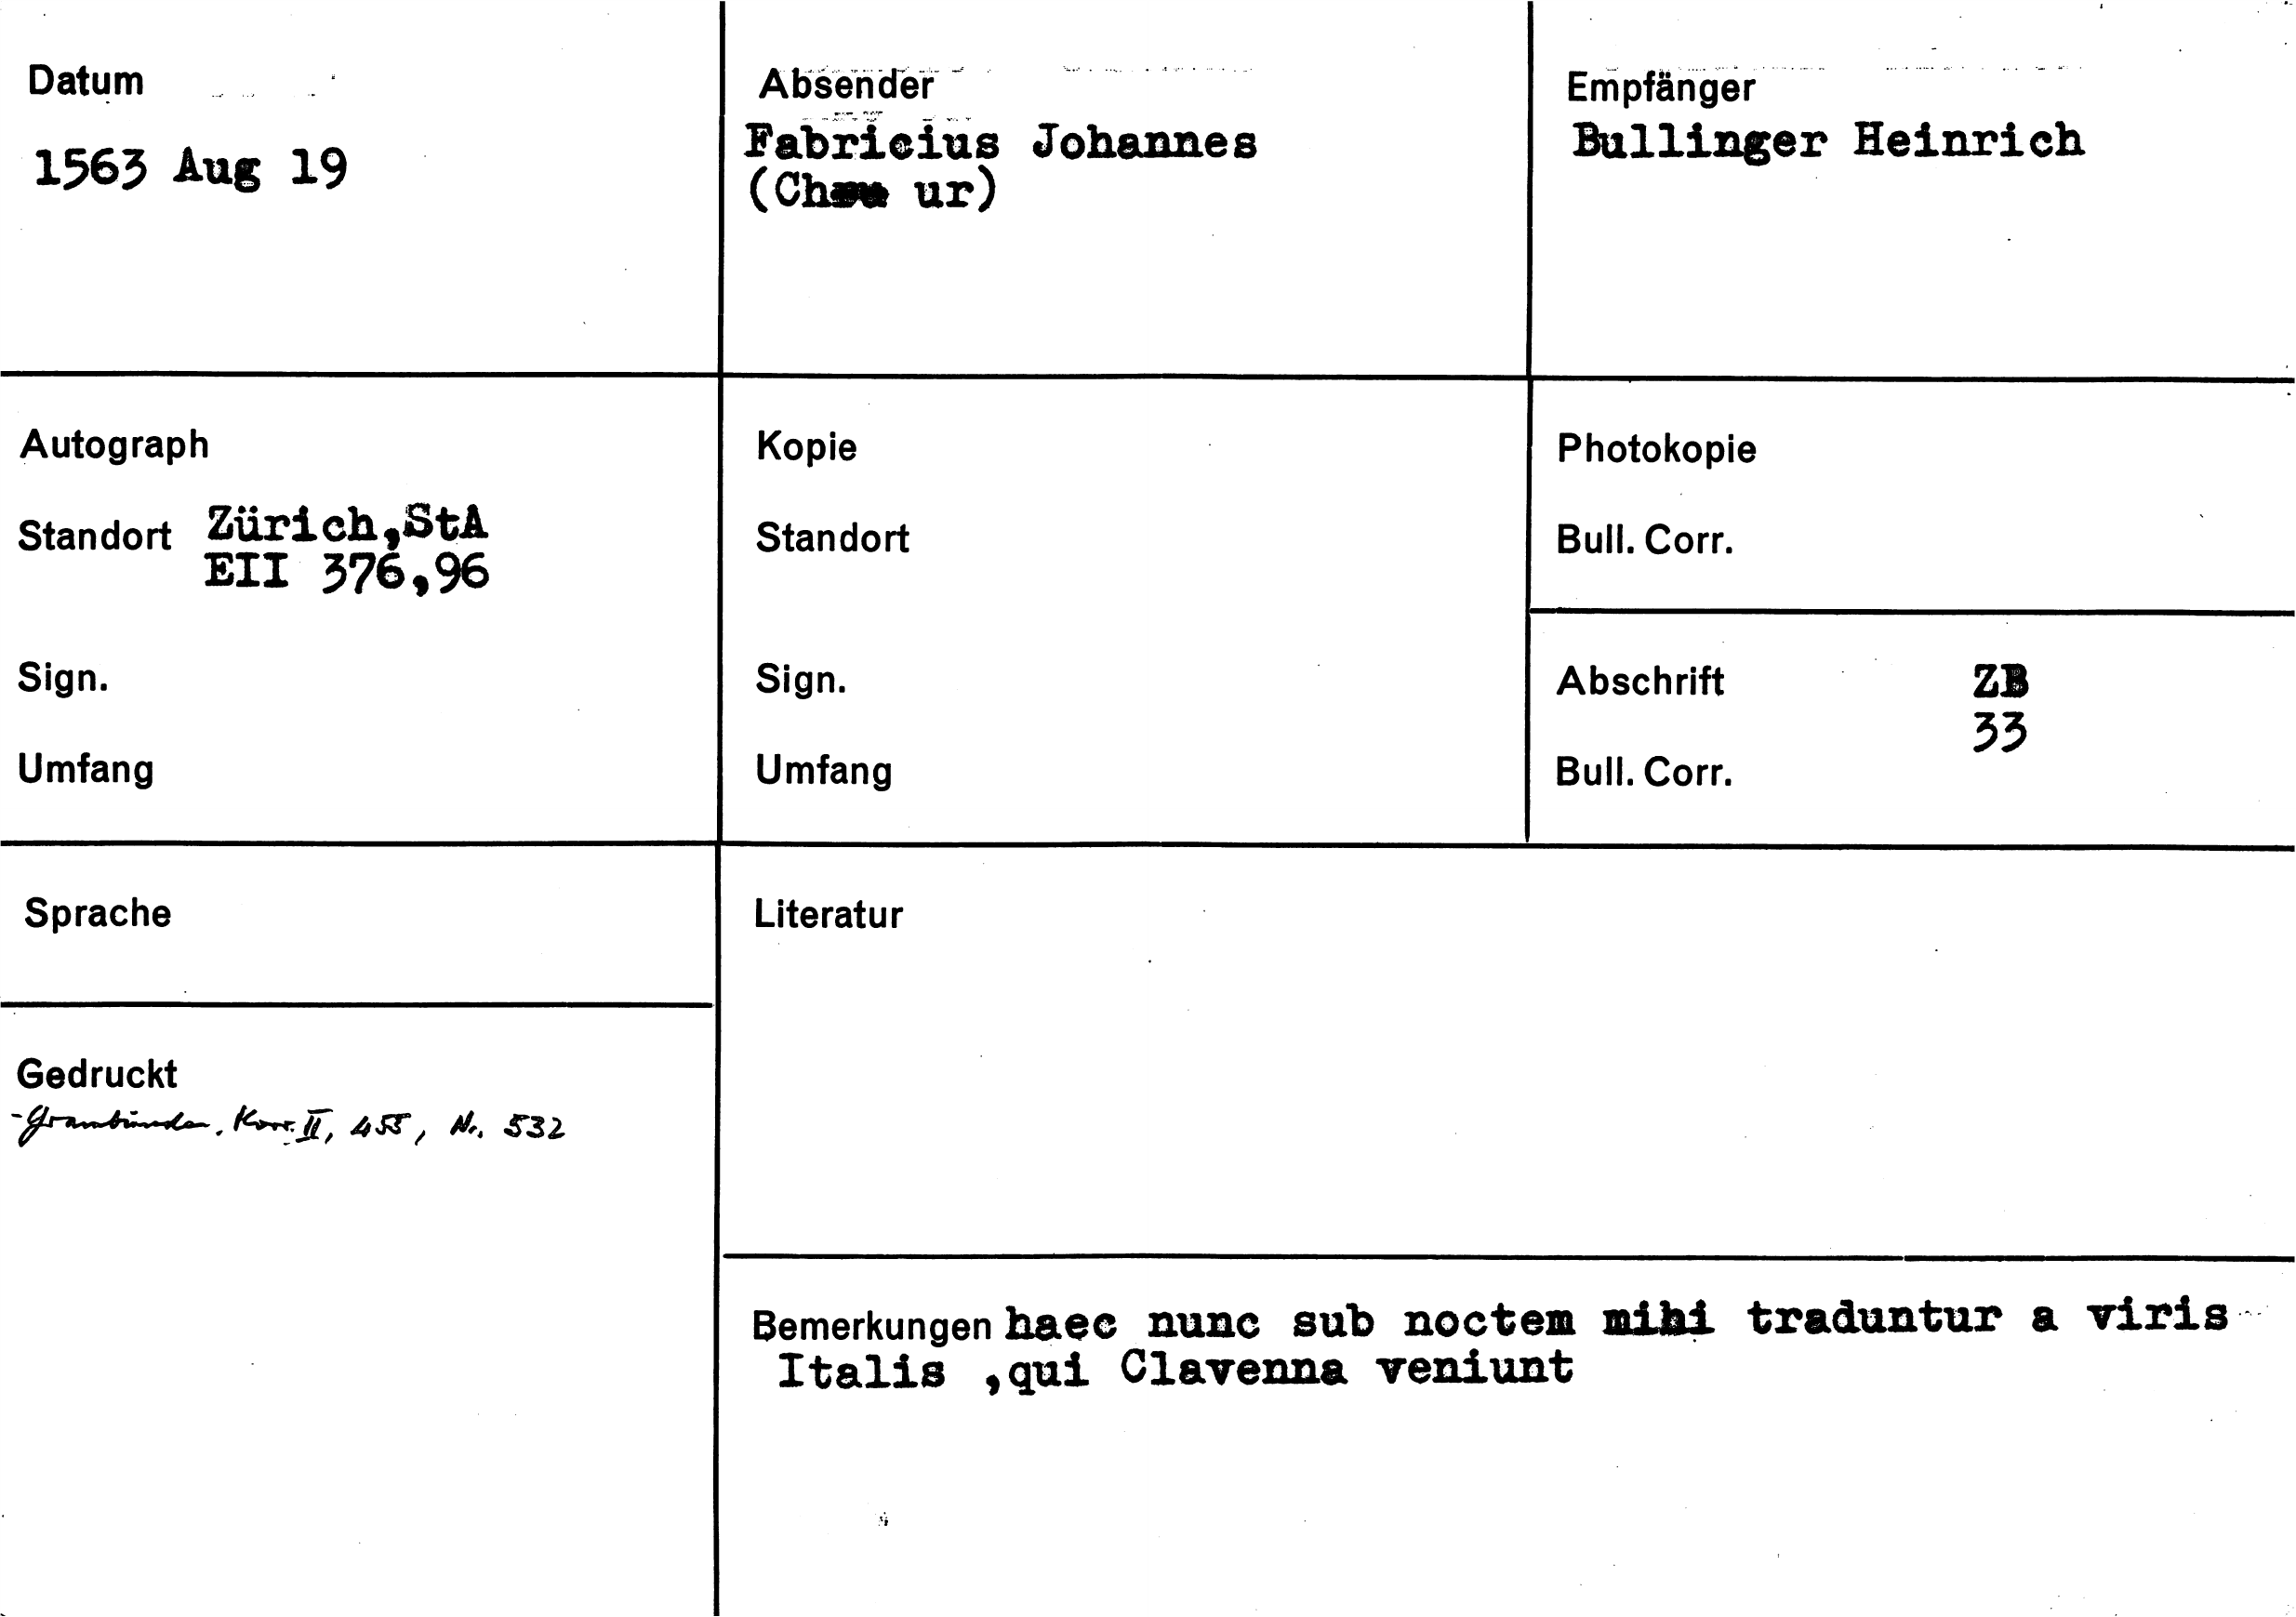 Datum
1563 Aug 19
Absender
Fabricius Johannes
(Ch ur)
Empfänger
Bullinger Heinrich
Autograph
Standort Zürich,StA
EII 376,96
Sign.
Umfang
Kopie
Standort
Sign.
Umfang
Photokopie
Bull. Corr.
Abschrift ZB
33
Bull. Corr.
Sprache
Gedruckt
- Graubünden, Korr. II, 455, Nr. 532
Literatur
Bemerkungen haec nunc sub noctem mihi traduntur a viris
Italis ,qui Clavenna veniunt